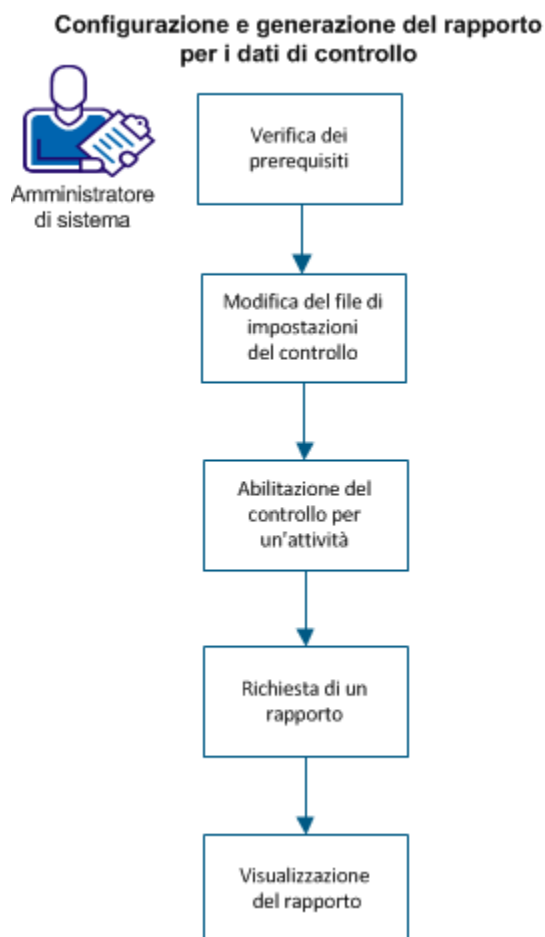 Configurazione e generazione del rapporto
per i dati di controllo
Amministratore
di sistema
Verifica dei
prerequisiti
Modifica del file di
impostazioni
del controllo
Abilitazione del
controllo per
un'attività
Richiesta di un
rapporto
Visualizzazione
del rapporto